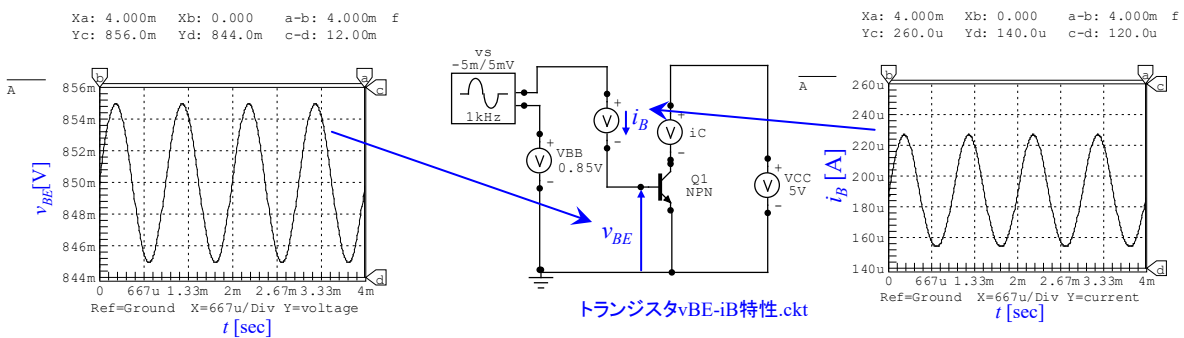 Xa: 4.000m Xb: 0.000 a-b: 4.000m f
Yc: 856.0m Yd: 844.0m c-d: 12.00m
b
a
A
c
856m
854m
852m
850m
848m
846m
844m
d
vBE[V]
0 667u 1.33m 2m 2.67m 3.33m 4m
Ref=Ground X=667u/Div Y=voltage
t [sec]
vs
-5m/5mV
1kHz
+
V
-
iB
+
V
-
iC
+
V
-
VBB
0.85V
Q1
NPN
+
V
-
VCC
5V
vBE
トランジスタvBE-iB特性.ckt
Xa: 4.000m Xb: 0.000 a-b: 4.000m f
Yc: 260.0u Yd: 140.0u c-d: 120.0u
b
a
A
c
260u
240u
220u
200u
180u
160u
140u
d
iB [A]
0 667u 1.33m 2m 2.67m 3.33m 4m
Ref=Ground X=667u/Div Y=current
t [sec]